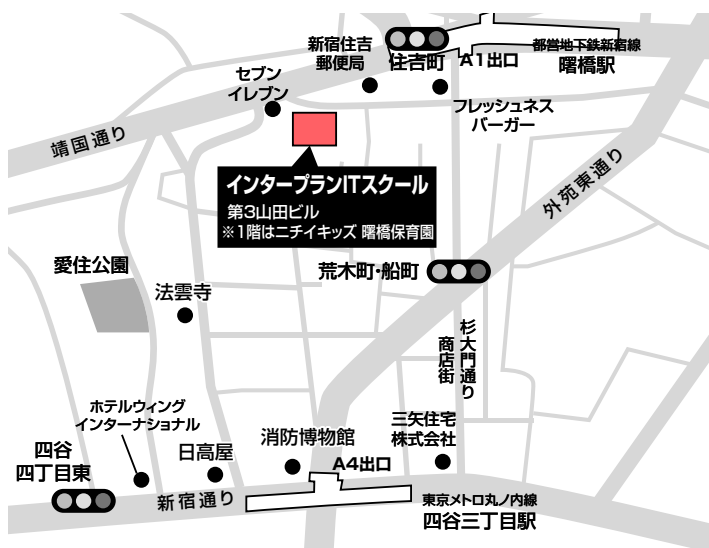 新宿住吉
郵便局
住吉町
A1出口
都営地下鉄新宿線
曙橋駅
セブン
イレブン
フレッシュネス
バーガー
靖国通り
インタープランITスクール
第3山田ビル
※1階はニチイキッズ 曙橋保育園
外苑東通り
荒木町・船町
愛住公園
法雲寺
杉大門通り
商店街
ホテルウィング
インターナショナル
四谷
四丁目東
日高屋
消防博物館
三矢住宅
株式会社
A4出口
新宿通り
東京メトロ丸ノ内線
四谷三丁目駅